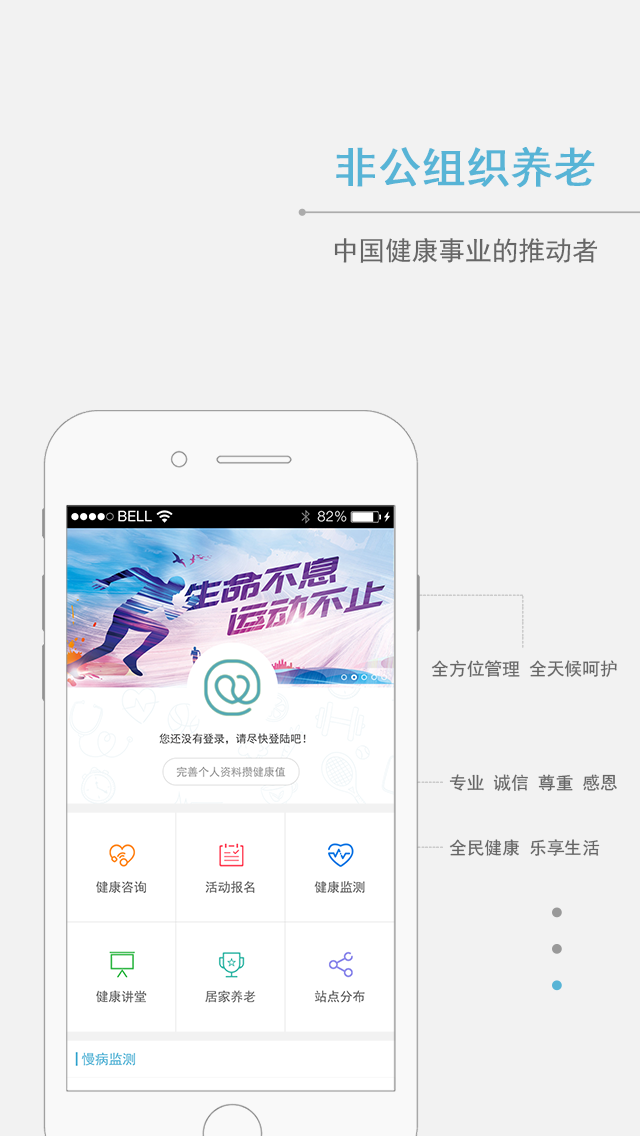 非公组织养老
中国健康事业的推动者
BELL 82%
生命不息
运动不止
全方位管理 全天候呵护
您还没有登录，请尽快登陆吧！
完善个人资料攒健康值
专业 诚信 尊重 感恩
全民健康 乐享生活
健康咨询 活动报名 健康监测
健康讲堂 居家养老 站点分布
慢病监测